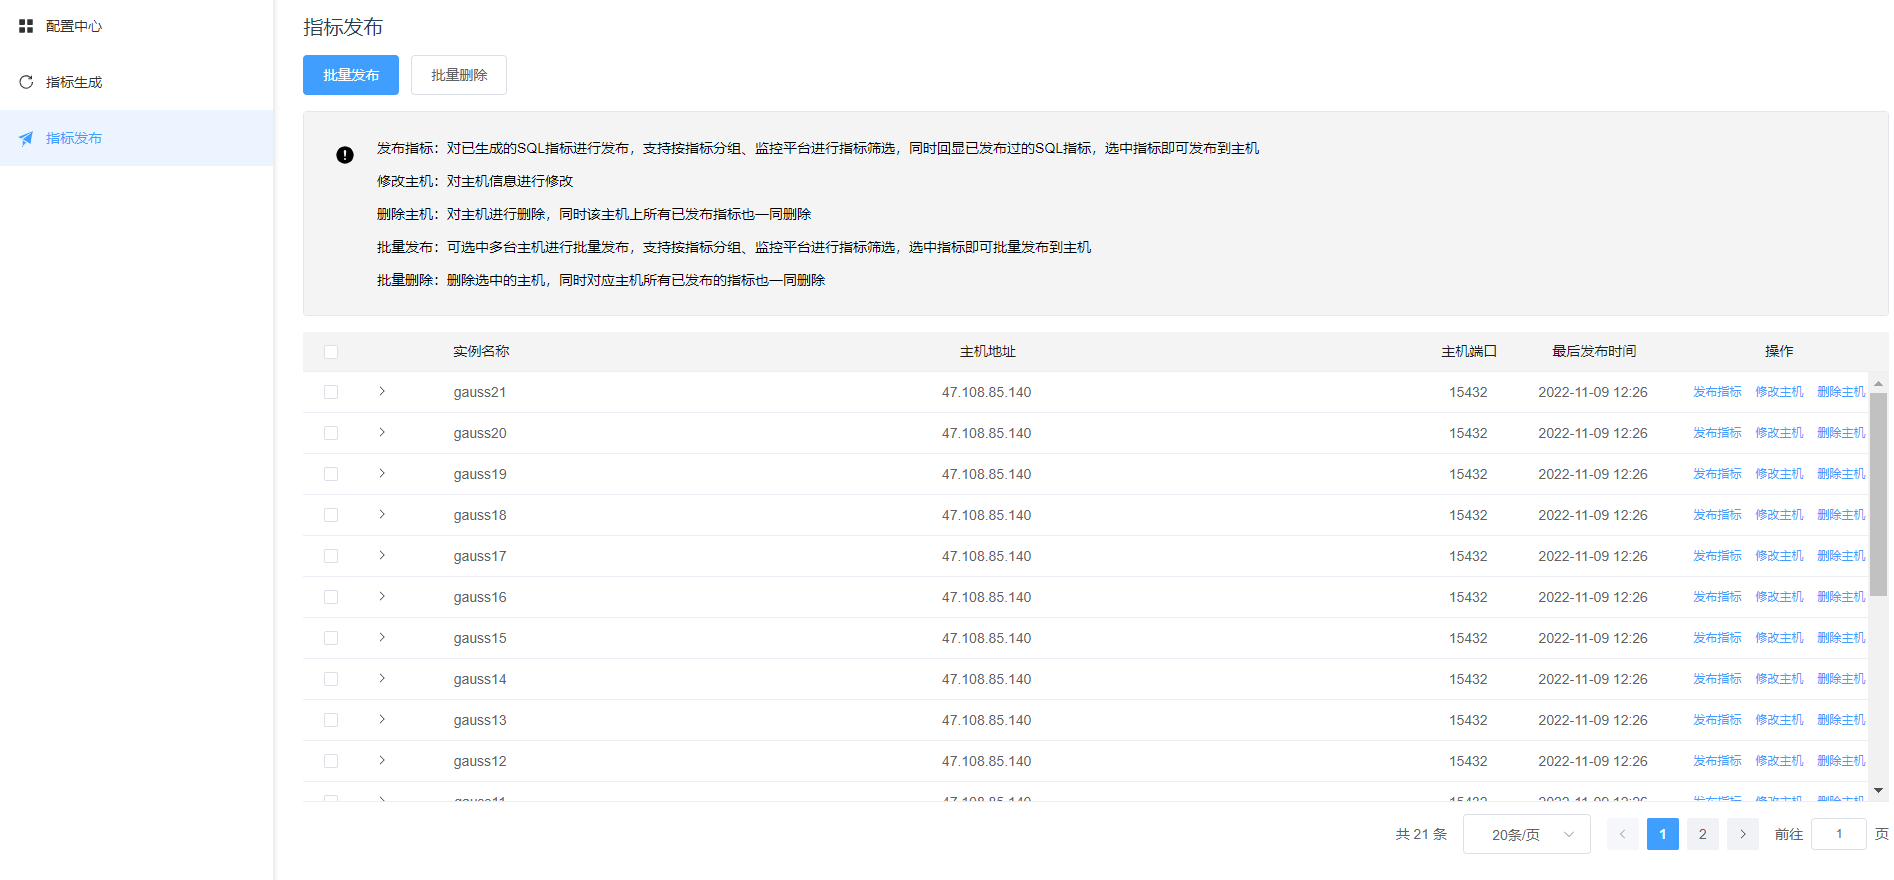 配置中心
指标生成
指标发布
指标发布
批量发布 批量删除
发布指标：对已生成的SQL指标进行发布，支持按指标分组、监控平台进行指标筛选，同时回显已发布过的SQL指标，选中指标即可发布到主机
修改主机：对主机信息进行修改
删除主机：对主机进行删除，同时该主机上所有已发布指标也一同删除
批量发布：可选中多台主机进行批量发布，支持按指标分组、监控平台进行指标筛选，选中指标即可批量发布到主机
批量删除：删除选中的主机，同时对应主机所有已发布的指标也一同删除
实例名称 主机地址 主机端口 最后发布时间 操作
gauss21 47.108.85.140 15432 2022-11-09 12:26 发布指标 修改主机 删除主机
gauss20 47.108.85.140 15432 2022-11-09 12:26 发布指标 修改主机 删除主机
gauss19 47.108.85.140 15432 2022-11-09 12:26 发布指标 修改主机 删除主机
gauss18 47.108.85.140 15432 2022-11-09 12:26 发布指标 修改主机 删除主机
gauss17 47.108.85.140 15432 2022-11-09 12:26 发布指标 修改主机 删除主机
gauss16 47.108.85.140 15432 2022-11-09 12:26 发布指标 修改主机 删除主机
gauss15 47.108.85.140 15432 2022-11-09 12:26 发布指标 修改主机 删除主机
gauss14 47.108.85.140 15432 2022-11-09 12:26 发布指标 修改主机 删除主机
gauss13 47.108.85.140 15432 2022-11-09 12:26 发布指标 修改主机 删除主机
gauss12 47.108.85.140 15432 2022-11-09 12:26 发布指标 修改主机 删除主机
gauss11 47.108.85.140 15432 2022-11-09 12:26 发布指标 修改主机 删除主机
共 21 条 20条/页 1 2 前往 1 页